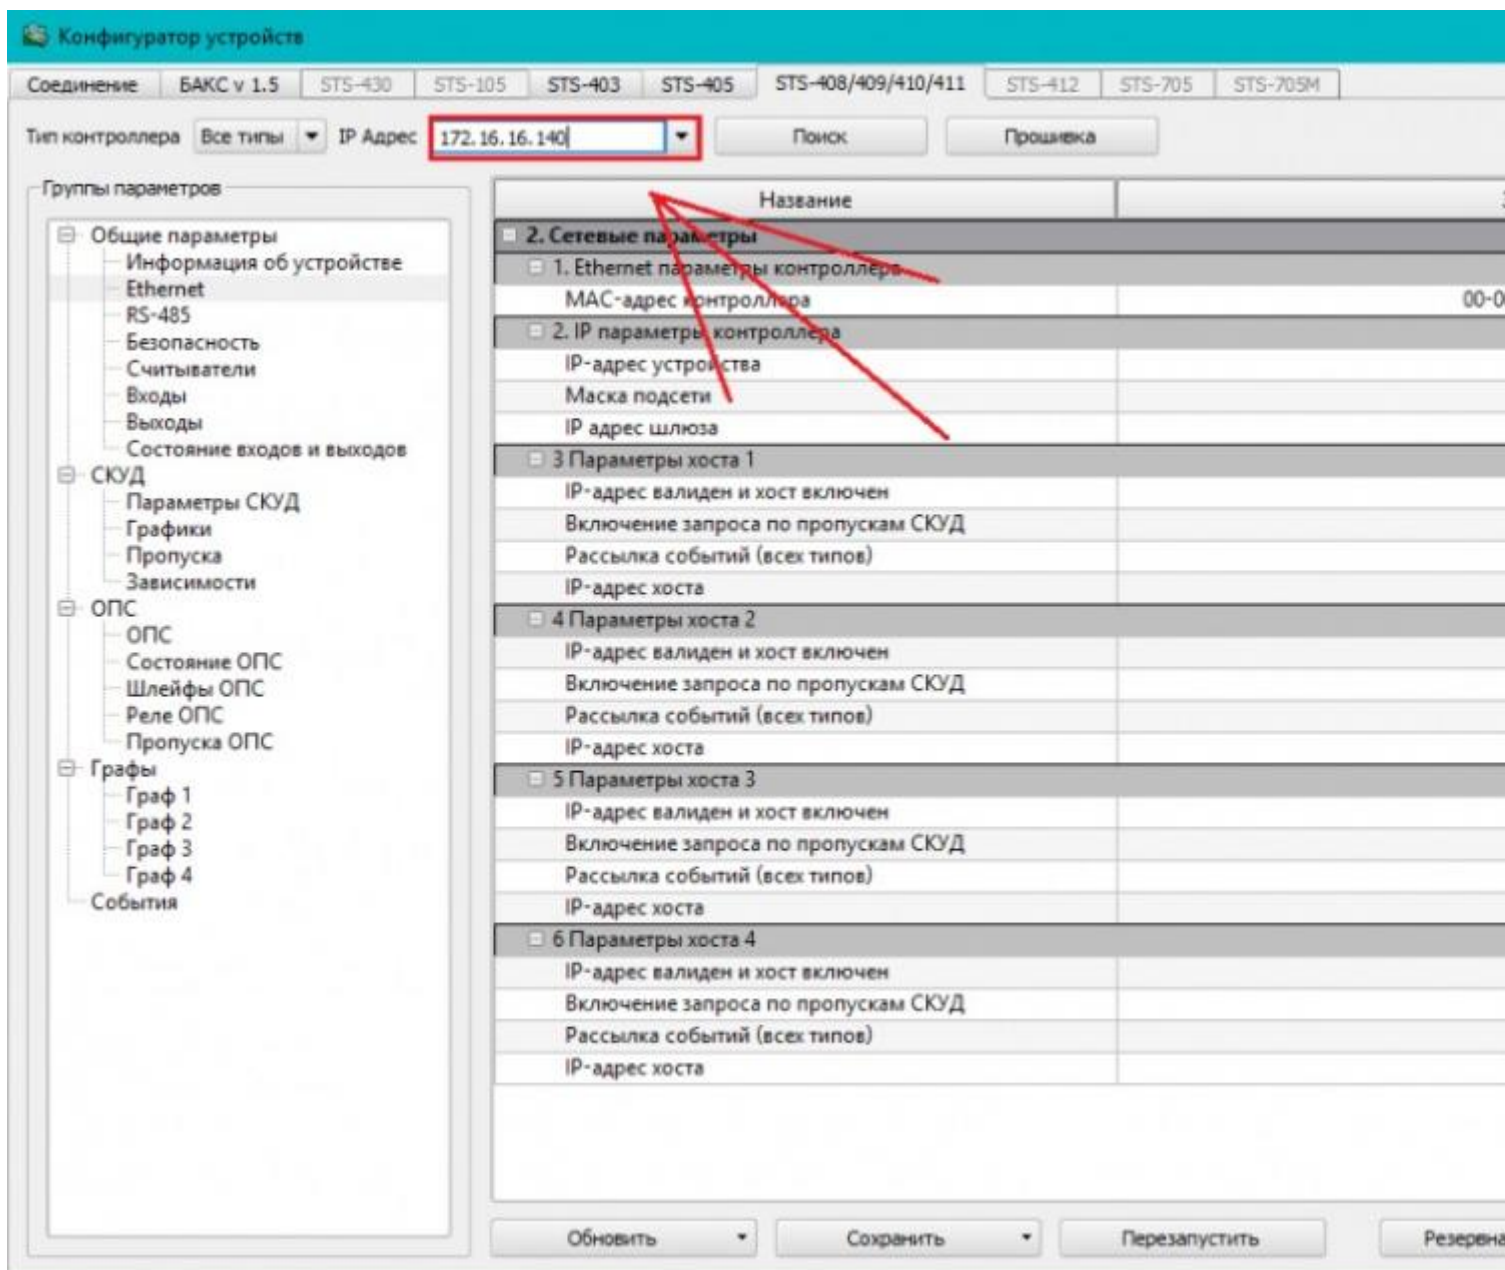 Конфигуратор устройств
Соединение БАКС v 1.5 STS-430 STS-105 STS-403 STS-405 STS-408/409/410/411 STS-412 STS-705 STS-705M
Тип контроллера Все типы IP Адрес 172.16.16.140 Поиск Прошивка
Группы параметров
Общие параметры
Информация об устройстве
Ethernet
RS-485
Безопасность
Считыватели
Входы
Выходы
Состояние входов и выходов
СКУД
Параметры СКУД
Графики
Пропуска
Зависимости
ОПС
ОПС
Состояние ОПС
Шлейфы ОПС
Реле ОПС
Пропуска ОПС
Графы
Граф 1
Граф 2
Граф 3
Граф 4
События
Название
2. Сетевые параметры
1. Ethernet параметры контроллера
MAC-адрес контроллера 00-0
2. IP параметры контроллера
IP-адрес устройства
Маска подсети
IP адрес шлюза
3 Параметры хоста 1
IP-адрес валиден и хост включен
Включение запроса по пропускам СКУД
Рассылка событий (всех типов)
IP-адрес хоста
4 Параметры хоста 2
IP-адрес валиден и хост включен
Включение запроса по пропускам СКУД
Рассылка событий (всех типов)
IP-адрес хоста
5 Параметры хоста 3
IP-адрес валиден и хост включен
Включение запроса по пропускам СКУД
Рассылка событий (всех типов)
IP-адрес хоста
6 Параметры хоста 4
IP-адрес валиден и хост включен
Включение запроса по пропускам СКУД
Рассылка событий (всех типов)
IP-адрес хоста
Обновить Сохранить Перезапустить Резервна